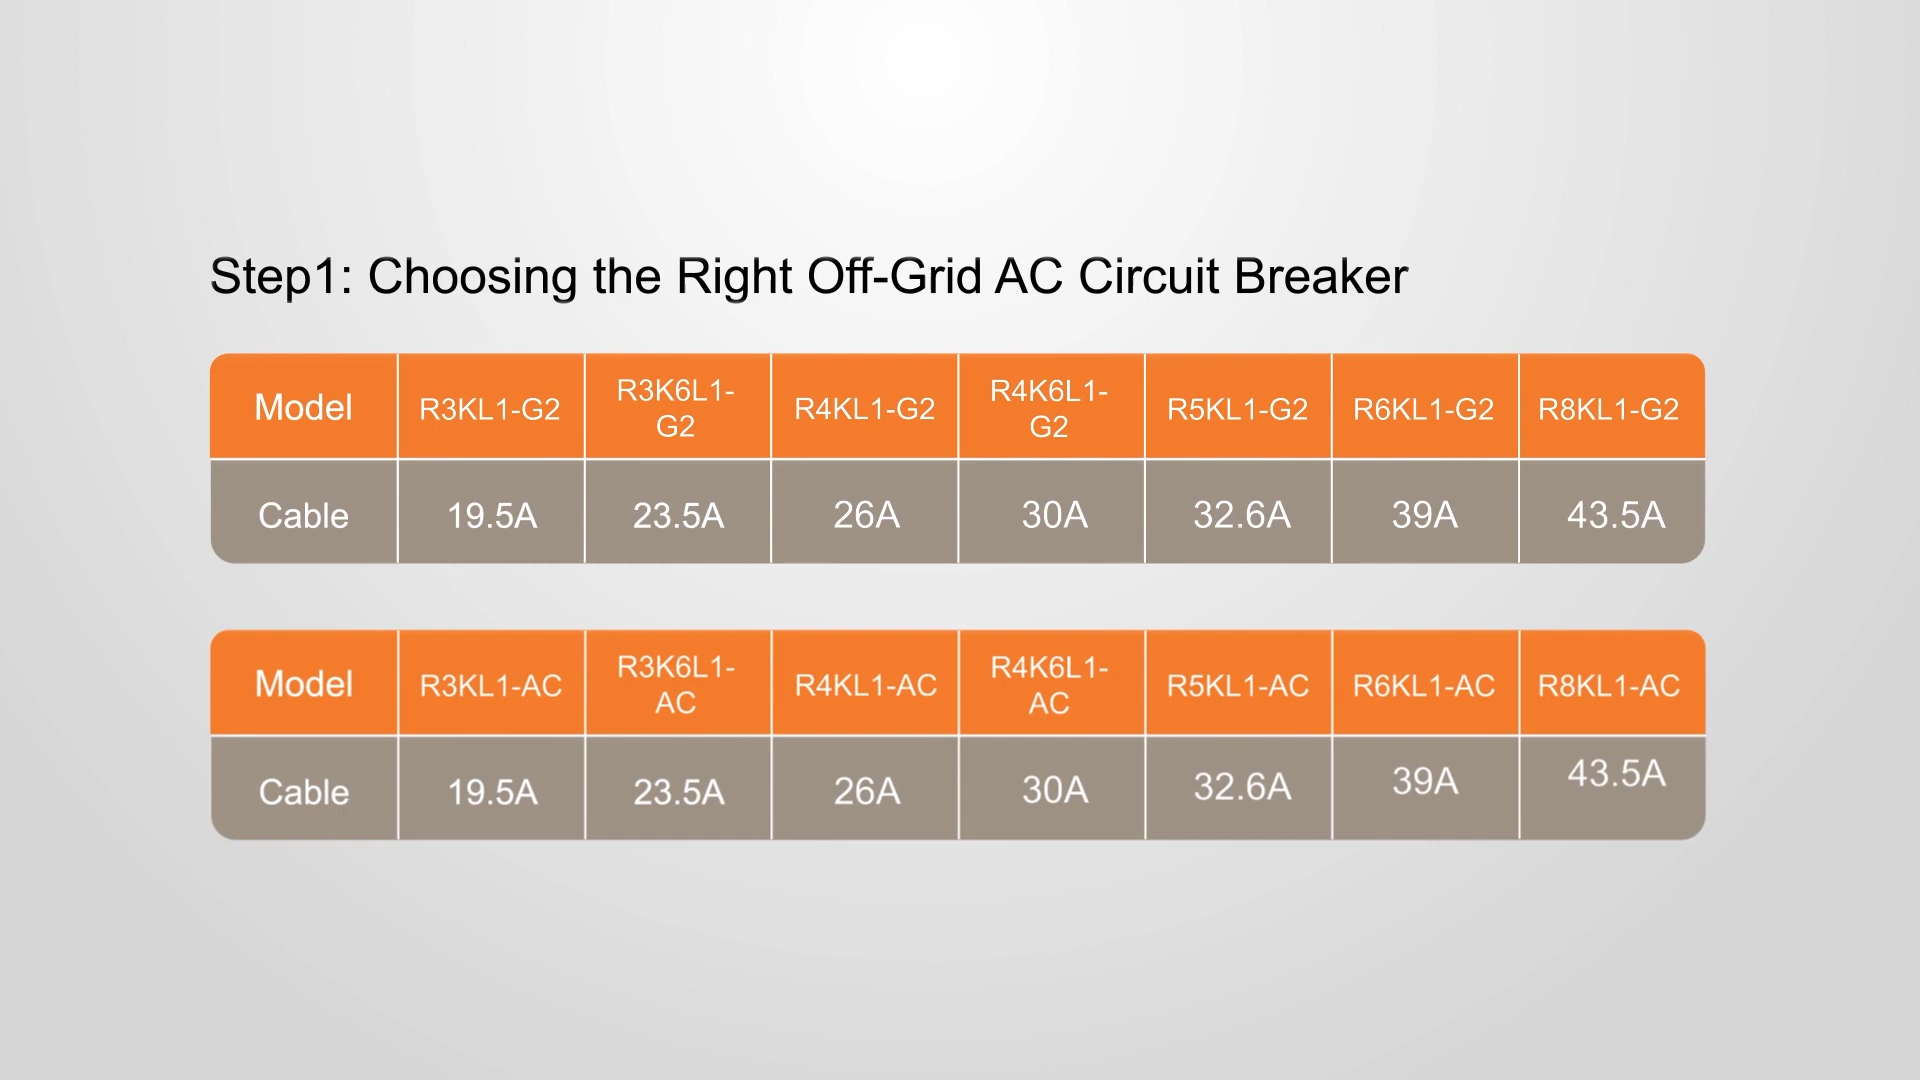 Step1: Choosing the Right Off-Grid AC Circuit Breaker
Model R3KL1-G2 R3K6L1-G2 R4KL1-G2 R4K6L1-G2 R5KL1-G2 R6KL1-G2 R8KL1-G2
Cable 19.5A 23.5A 26A 30A 32.6A 39A 43.5A
Model R3KL1-AC R3K6L1-AC R4KL1-AC R4K6L1-AC R5KL1-AC R6KL1-AC R8KL1-AC
Cable 19.5A 23.5A 26A 30A 32.6A 39A 43.5A